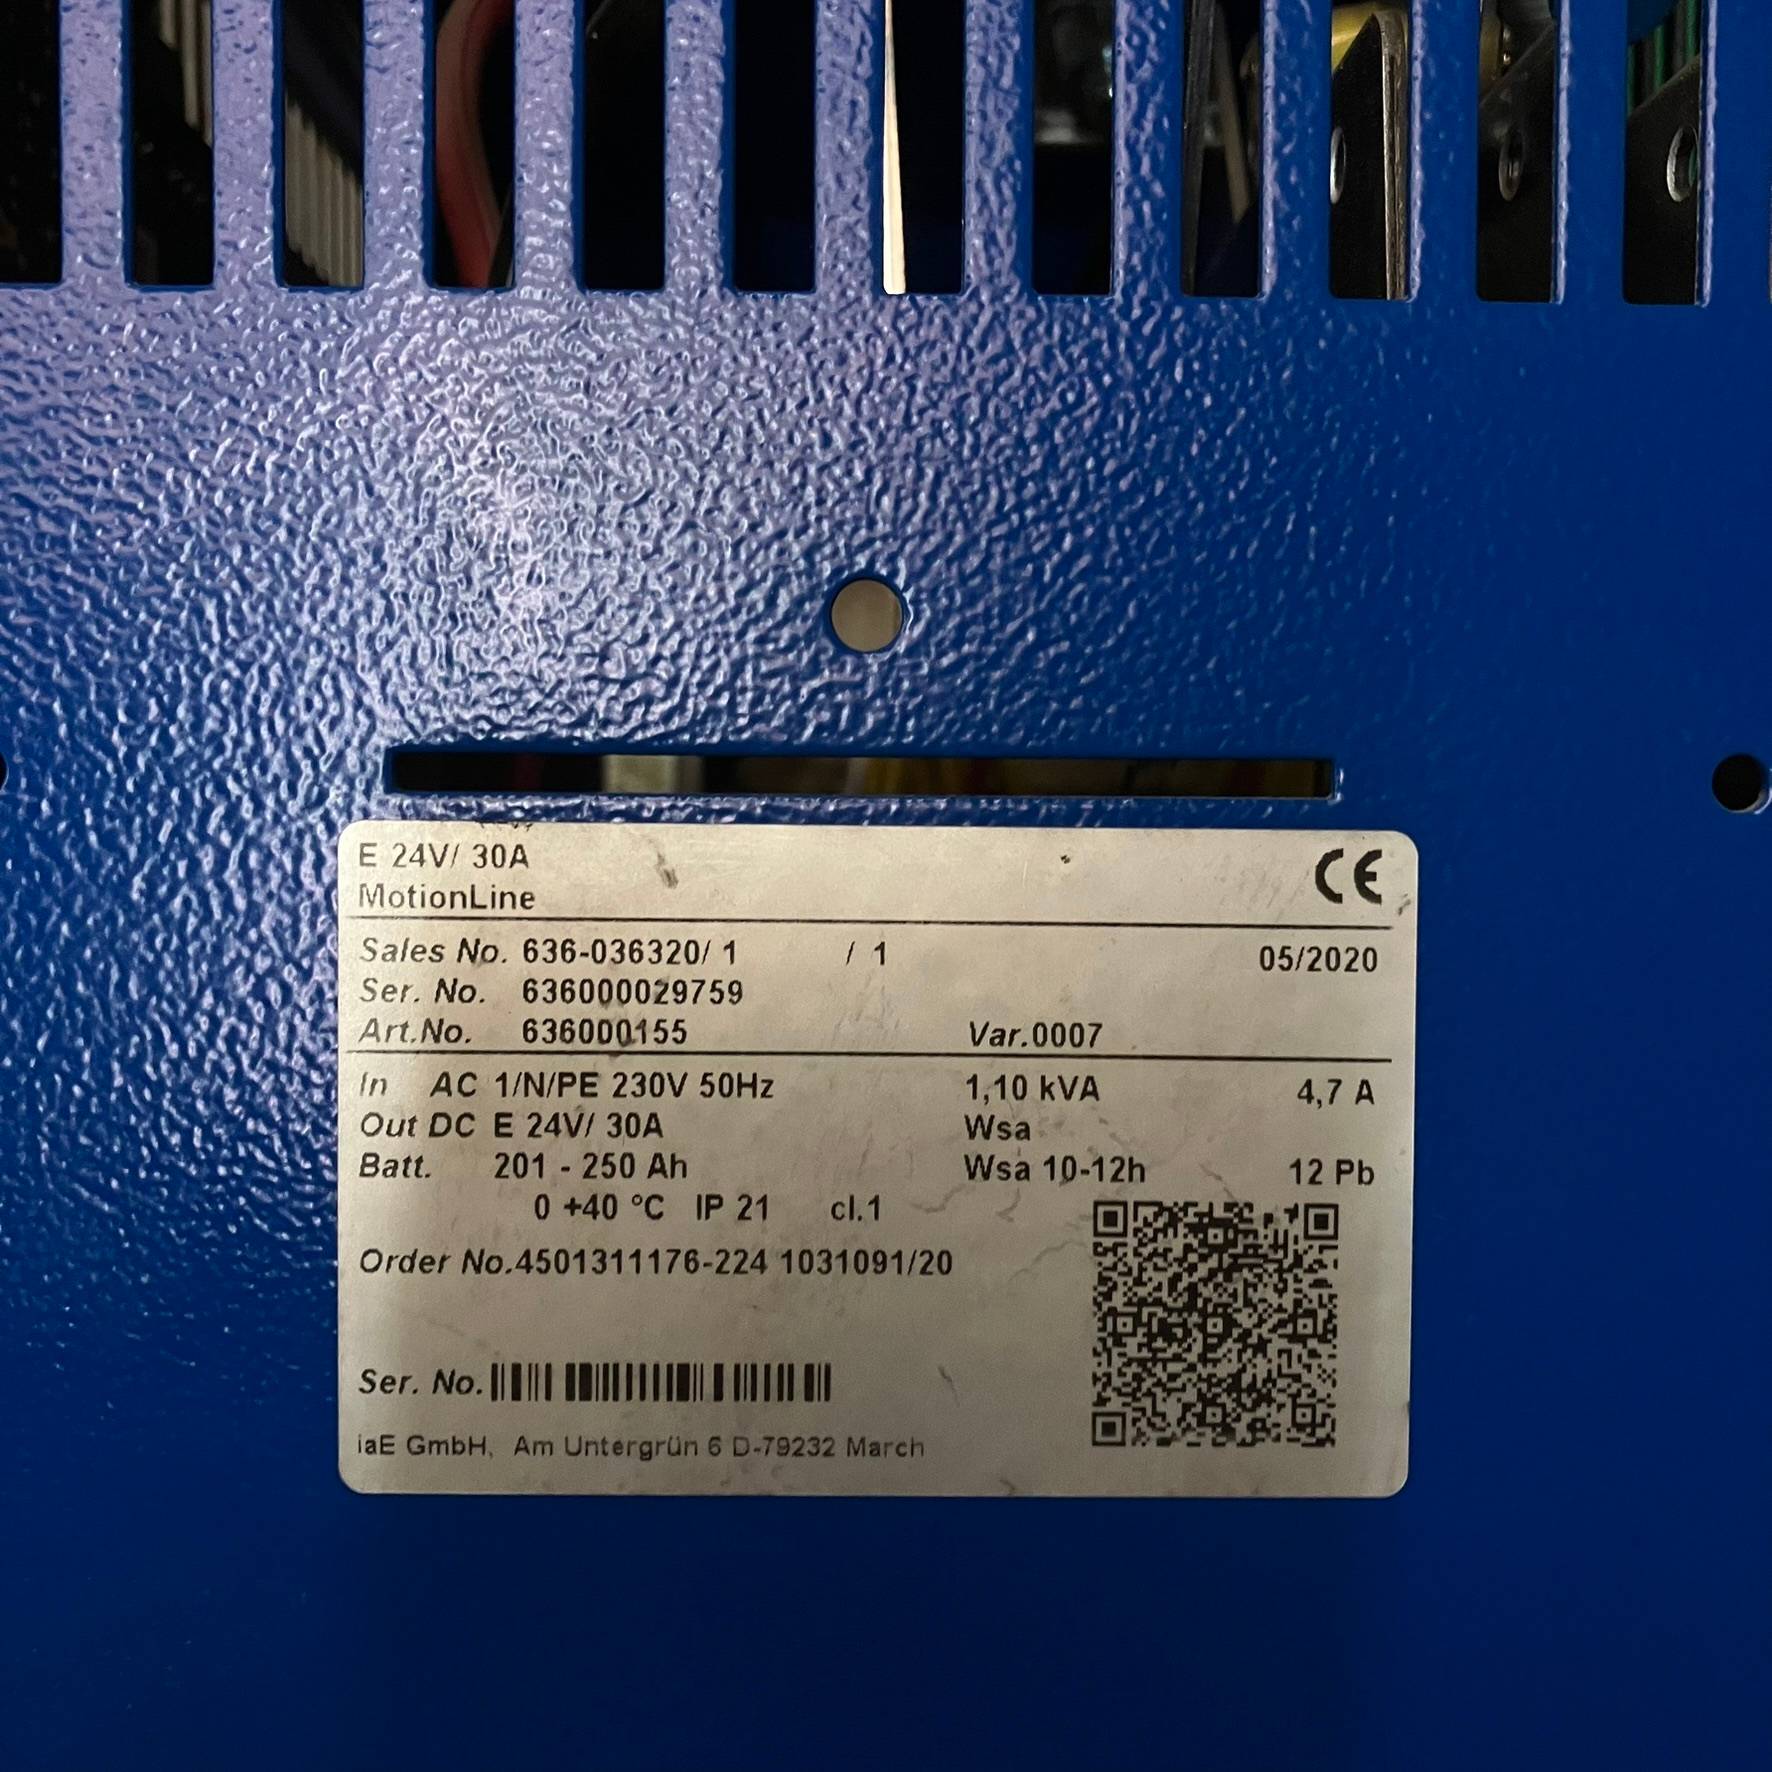 E 24V/ 30A
MotionLine
CE
Sales No. 636-036320/ 1 / 1 05/2020
Ser. No. 636000029759
Art.No. 636000155 Var.0007
In AC 1/N/PE 230V 50Hz 1,10 kVA 4,7 A
Out DC E 24V/ 30A Wsa
Batt. 201 - 250 Ah Wsa 10-12h 12 Pb
0 +40 °C IP 21 cl.1
Order No.4501311176-224 1031091/20
Ser. No.
iaE GmbH, Am Untergrün 6 D-79232 March